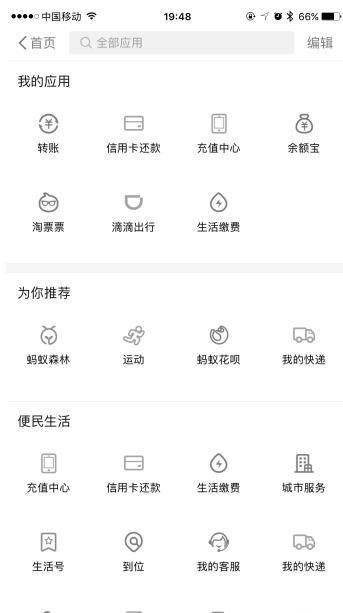 中国移动 19:48 66%
首页 全部应用 编辑
我的应用
转账 信用卡还款 充值中心 余额宝
淘票票 滴滴出行 生活缴费
为你推荐
蚂蚁森林 运动 蚂蚁花呗 我的快递
便民生活
充值中心 信用卡还款 生活缴费 城市服务
生活号 到位 我的客服 我的快递